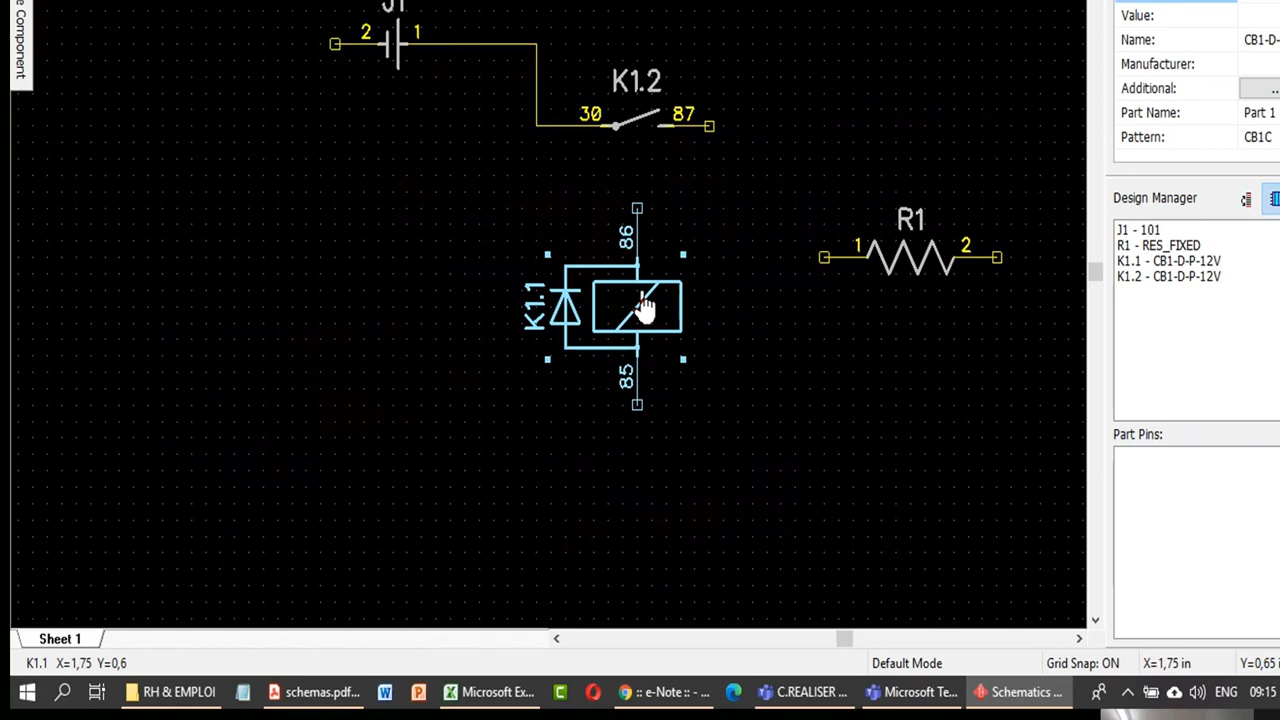 e Component
J1
2
1
K1.2
30
87
86
K1.1
85
R1
1
2
Value:
Name: CB1-D-
Manufacturer:
Additional: ..
Part Name: Part 1
Pattern: CB1C
Design Manager
J1 - 101
R1 - RES_FIXED
K1.1 - CB1-D-P-12V
K1.2 - CB1-D-P-12V
Part Pins:
Sheet 1
K1.1 X=1,75 Y=0,6
Default Mode
Grid Snap: ON
X=1,75 in
Y=0,65 i
RH & EMPLOI
schemas.pdf...
Microsoft Ex...
:: e-Note :: - ...
C.REALISER ...
Microsoft Te...
Schematics ...
ENG
09:15